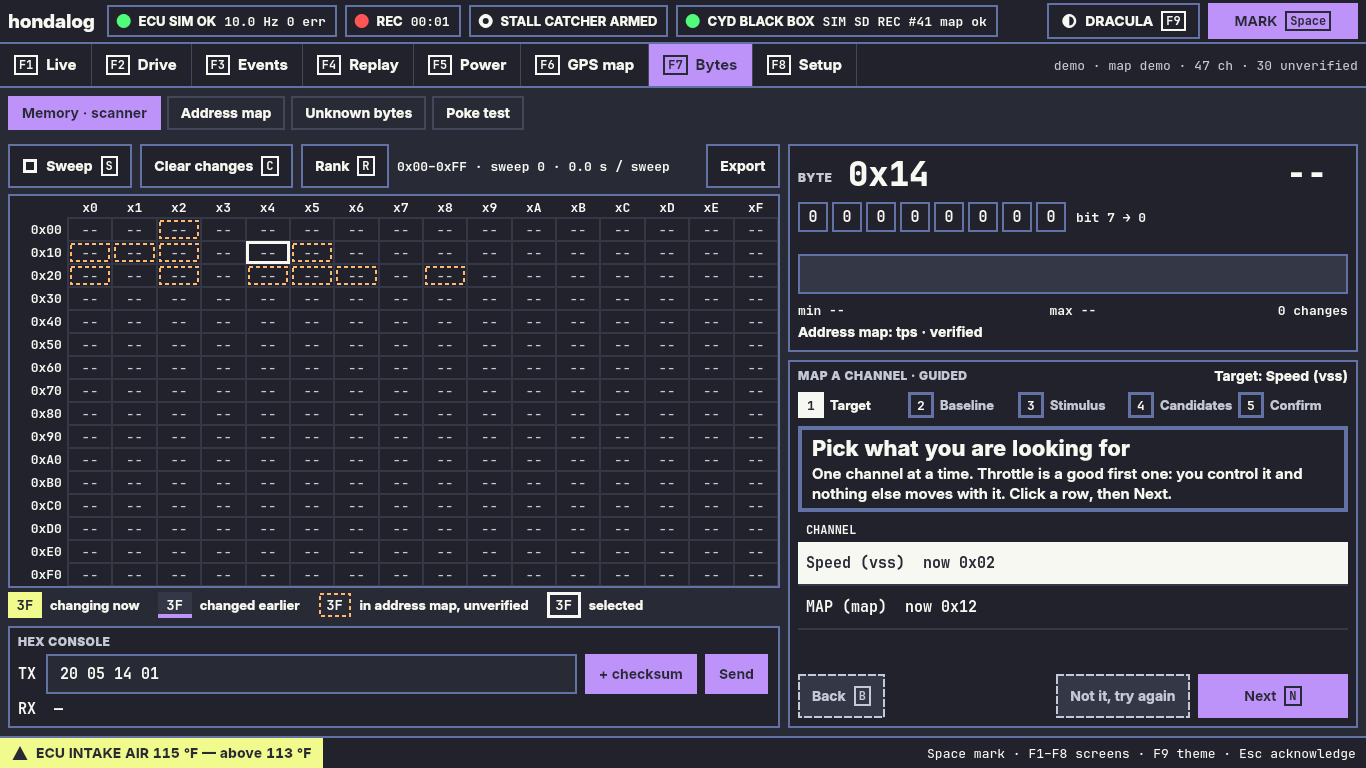 hondalog ECU SIM OK 10.0 Hz 0 err REC 00:01 STALL CATCHER ARMED CYD BLACK BOX SIM SD REC #41 map ok DRACULA F9 MARK Space
F1 Live F2 Drive F3 Events F4 Replay F5 Power F6 GPS map F7 Bytes F8 Setup demo · map demo · 47 ch · 30 unverified
Memory · scanner Address map Unknown bytes Poke test
Sweep S Clear changes C Rank R 0x00–0xFF · sweep 0 · 0.0 s / sweep Export
x0 x1 x2 x3 x4 x5 x6 x7 x8 x9 xA xB xC xD xE xF
0x00 -- -- -- -- -- -- -- -- -- -- -- -- -- -- -- --
0x10 -- -- -- -- -- -- -- -- -- -- -- -- -- -- -- --
0x20 -- -- -- -- -- -- -- -- -- -- -- -- -- -- -- --
0x30 -- -- -- -- -- -- -- -- -- -- -- -- -- -- -- --
0x40 -- -- -- -- -- -- -- -- -- -- -- -- -- -- -- --
0x50 -- -- -- -- -- -- -- -- -- -- -- -- -- -- -- --
0x60 -- -- -- -- -- -- -- -- -- -- -- -- -- -- -- --
0x70 -- -- -- -- -- -- -- -- -- -- -- -- -- -- -- --
0x80 -- -- -- -- -- -- -- -- -- -- -- -- -- -- -- --
0x90 -- -- -- -- -- -- -- -- -- -- -- -- -- -- -- --
0xA0 -- -- -- -- -- -- -- -- -- -- -- -- -- -- -- --
0xB0 -- -- -- -- -- -- -- -- -- -- -- -- -- -- -- --
0xC0 -- -- -- -- -- -- -- -- -- -- -- -- -- -- -- --
0xD0 -- -- -- -- -- -- -- -- -- -- -- -- -- -- -- --
0xE0 -- -- -- -- -- -- -- -- -- -- -- -- -- -- -- --
0xF0 -- -- -- -- -- -- -- -- -- -- -- -- -- -- -- --
3F changing now 3F changed earlier 3F in address map, unverified 3F selected
HEX CONSOLE
TX 20 05 14 01 + checksum Send
RX —
BYTE 0x14 --
0 0 0 0 0 0 0 0 bit 7 → 0
min -- max -- 0 changes
Address map: tps · verified
MAP A CHANNEL · GUIDED Target: Speed (vss)
1 Target 2 Baseline 3 Stimulus 4 Candidates 5 Confirm
Pick what you are looking for
One channel at a time. Throttle is a good first one: you control it and
nothing else moves with it. Click a row, then Next.
CHANNEL
Speed (vss) now 0x02
MAP (map) now 0x12
Back B Not it, try again Next N
ECU INTAKE AIR 115 °F — above 113 °F Space mark · F1–F8 screens · F9 theme · Esc acknowledge